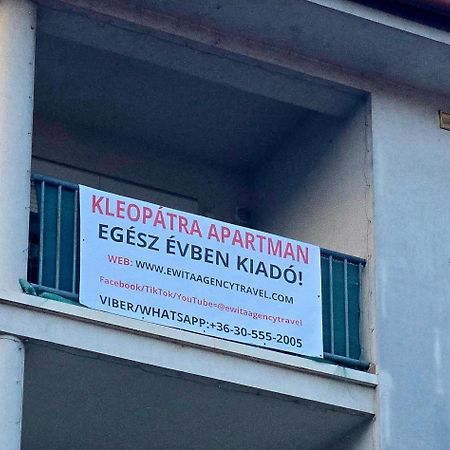 KLEOPÁTRA APARTMAN
EGÉSZ ÉVBEN KIADÓ!
WEB: WWW.EWITAAGENCYTRAVEL.COM
Facebook/TikTok/YouTube=@ewitaagencytravel
VIBER/WHATSAPP:+36-30-555-2005